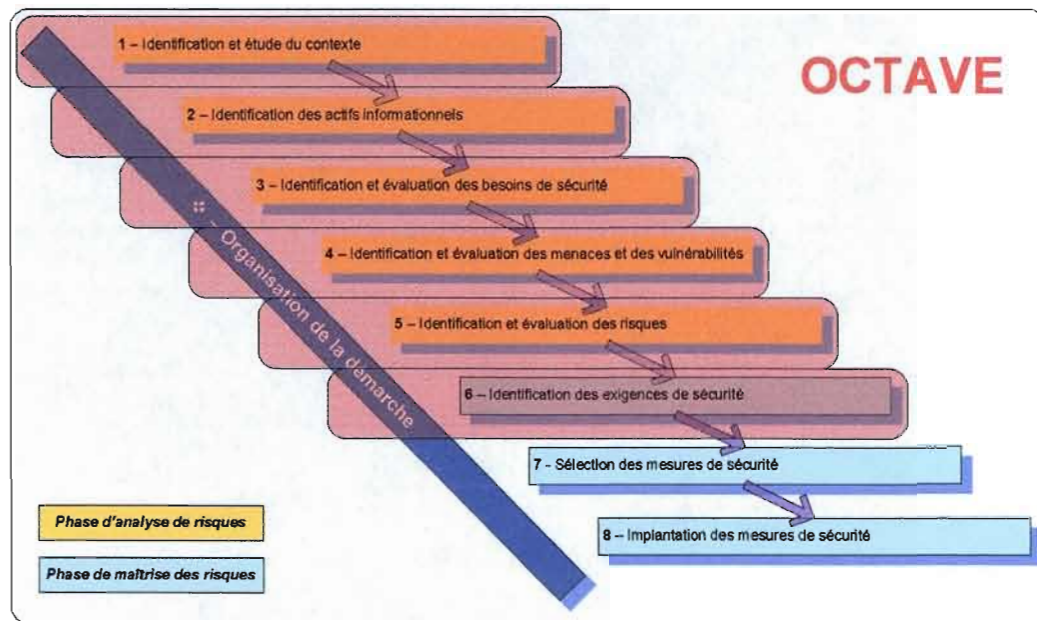 OCTAVE
1 – Identification et étude du contexte
2 – Identification des actifs informationnels
3 – Identification et évaluation des besoins de sécurité
4 – Identification et évaluation des menaces et des vulnérabilités
5 – Identification et évaluation des risques
6 – Identification des exigences de sécurité
7 - Sélection des mesures de sécurité
8 – Implantation des mesures de sécurité
:: – Organisation de la démarche
Phase d'analyse de risques
Phase de maîtrise des risques